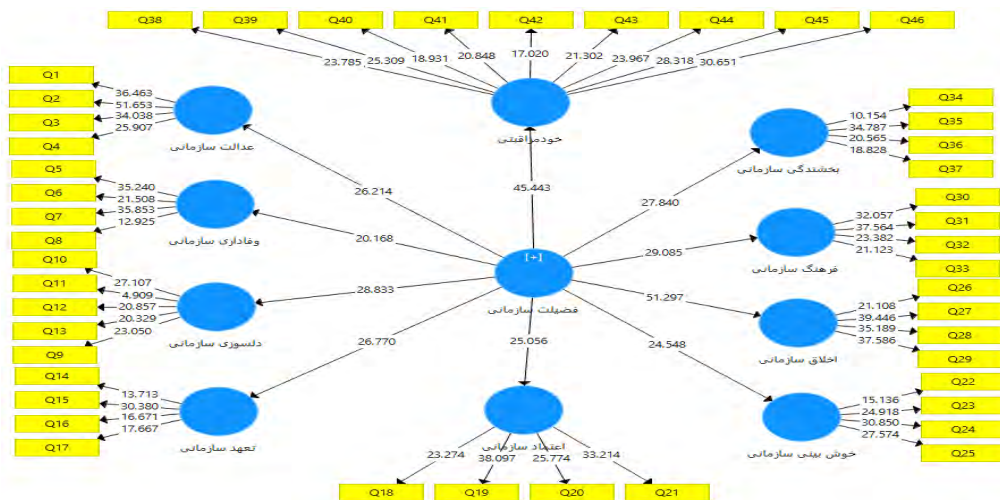 Q38 Q39 Q40 Q41 Q42 Q43 Q44 Q45 Q46
23.785 25.309 18.931 20.848 17.020 21.302 23.967 28.318 30.651
خودمراقبتی
45.443
Q1
Q2
Q3
Q4
36.463
51.653
34.038
25.907
عدالت سازمانی
26.214
Q5
Q6
Q7
Q8
35.240
21.508
35.853
12.925
وفاداری سازمانی
20.168
Q10
Q11
Q12
Q13
Q9
27.107
4.909
20.857
20.329
23.050
دلسوزی سازمانی
28.833
Q14
Q15
Q16
Q17
13.713
30.380
16.671
17.667
تعهد سازمانی
26.770
[+]
فضیلت سازمانی
25.056
اعتماد سازمانی
23.274 38.097 25.774 33.214
Q18 Q19 Q20 Q21
27.840
بخشندگی سازمانی
10.154
34.787
20.565
18.828
Q34
Q35
Q36
Q37
29.085
فرهنگ سازمانی
32.057
37.564
23.382
21.123
Q30
Q31
Q32
Q33
51.297
اخلاق سازمانی
21.108
39.446
35.189
37.586
Q26
Q27
Q28
Q29
24.548
خوش بینی سازمانی
15.136
24.918
30.850
27.574
Q22
Q23
Q24
Q25